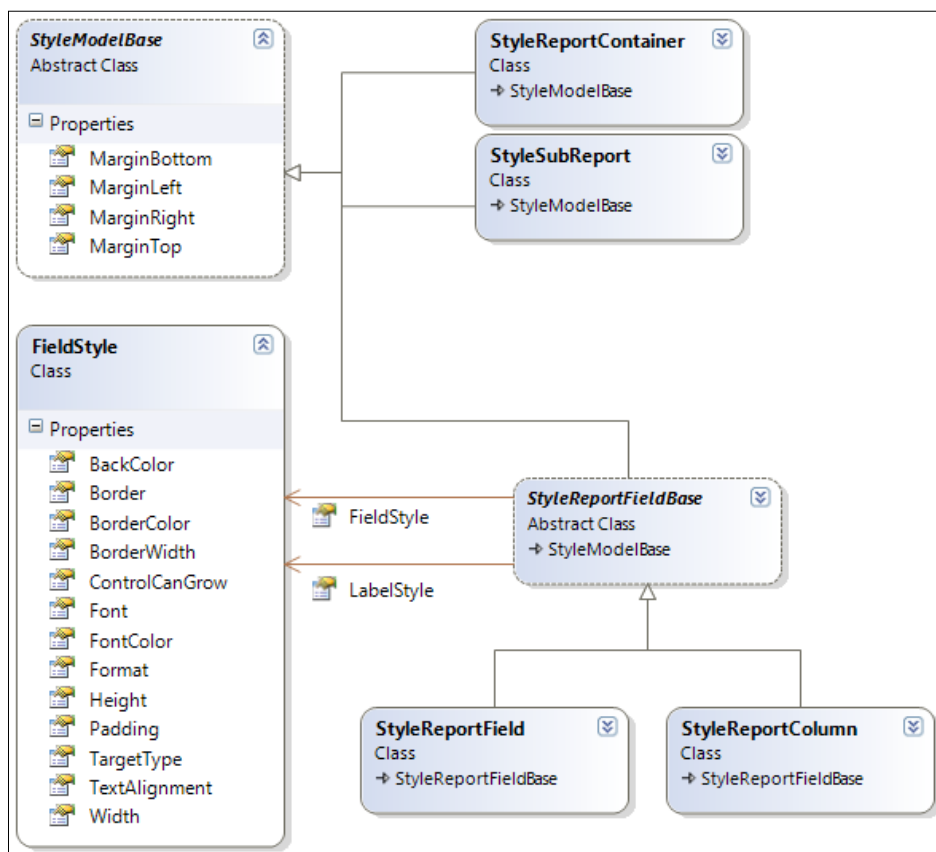 StyleModelBase
Abstract Class
Properties
MarginBottom
MarginLeft
MarginRight
MarginTop
StyleReportContainer
Class
StyleModelBase
StyleSubReport
Class
StyleModelBase
FieldStyle
Class
Properties
BackColor
Border
BorderColor
BorderWidth
ControlCanGrow
Font
FontColor
Format
Height
Padding
TargetType
TextAlignment
Width
FieldStyle
LabelStyle
StyleReportFieldBase
Abstract Class
StyleModelBase
StyleReportField
Class
StyleReportFieldBase
StyleReportColumn
Class
StyleReportFieldBase